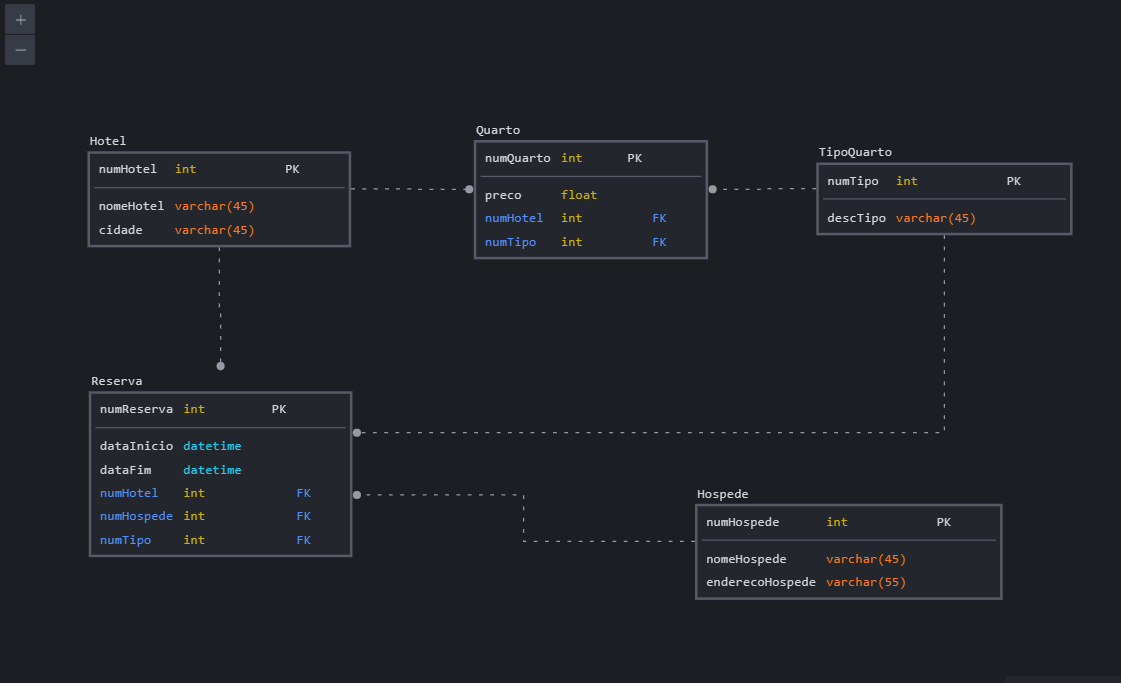 +
−
Hotel
numHotel int PK
nomeHotel varchar(45)
cidade varchar(45)
Quarto
numQuarto int PK
preco float
numHotel int FK
numTipo int FK
TipoQuarto
numTipo int PK
descTipo varchar(45)
Reserva
numReserva int PK
dataInicio datetime
dataFim datetime
numHotel int FK
numHospede int FK
numTipo int FK
Hospede
numHospede int PK
nomeHospede varchar(45)
enderecoHospede varchar(55)